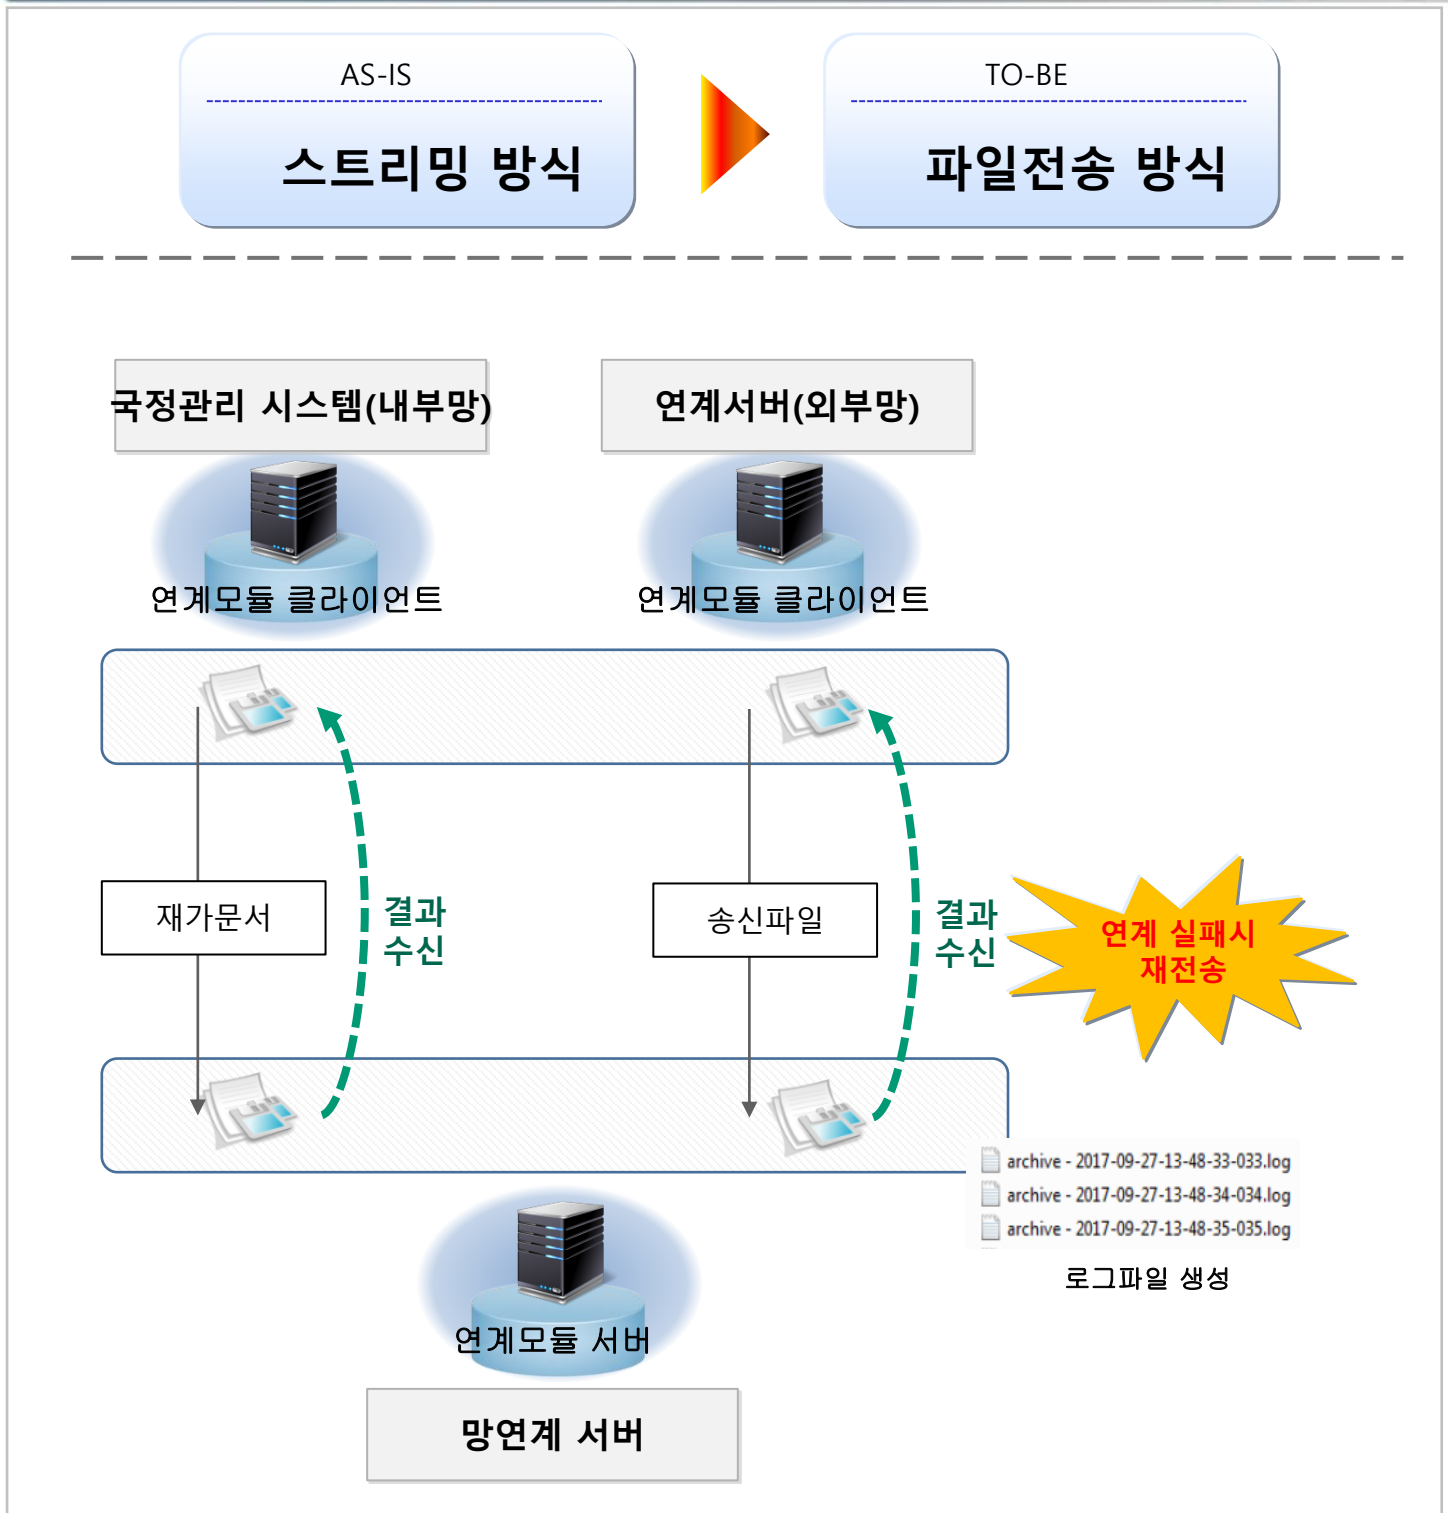 AS-IS
스트리밍 방식
TO-BE
파일전송 방식
국정관리 시스템(내부망)
연계서버(외부망)
연계모듈 클라이언트
연계모듈 클라이언트
재가문서
결과
수신
송신파일
결과
수신
연계 실패시
재전송
archive - 2017-09-27-13-48-33-033.log
archive - 2017-09-27-13-48-34-034.log
archive - 2017-09-27-13-48-35-035.log
로그파일 생성
연계모듈 서버
망연계 서버